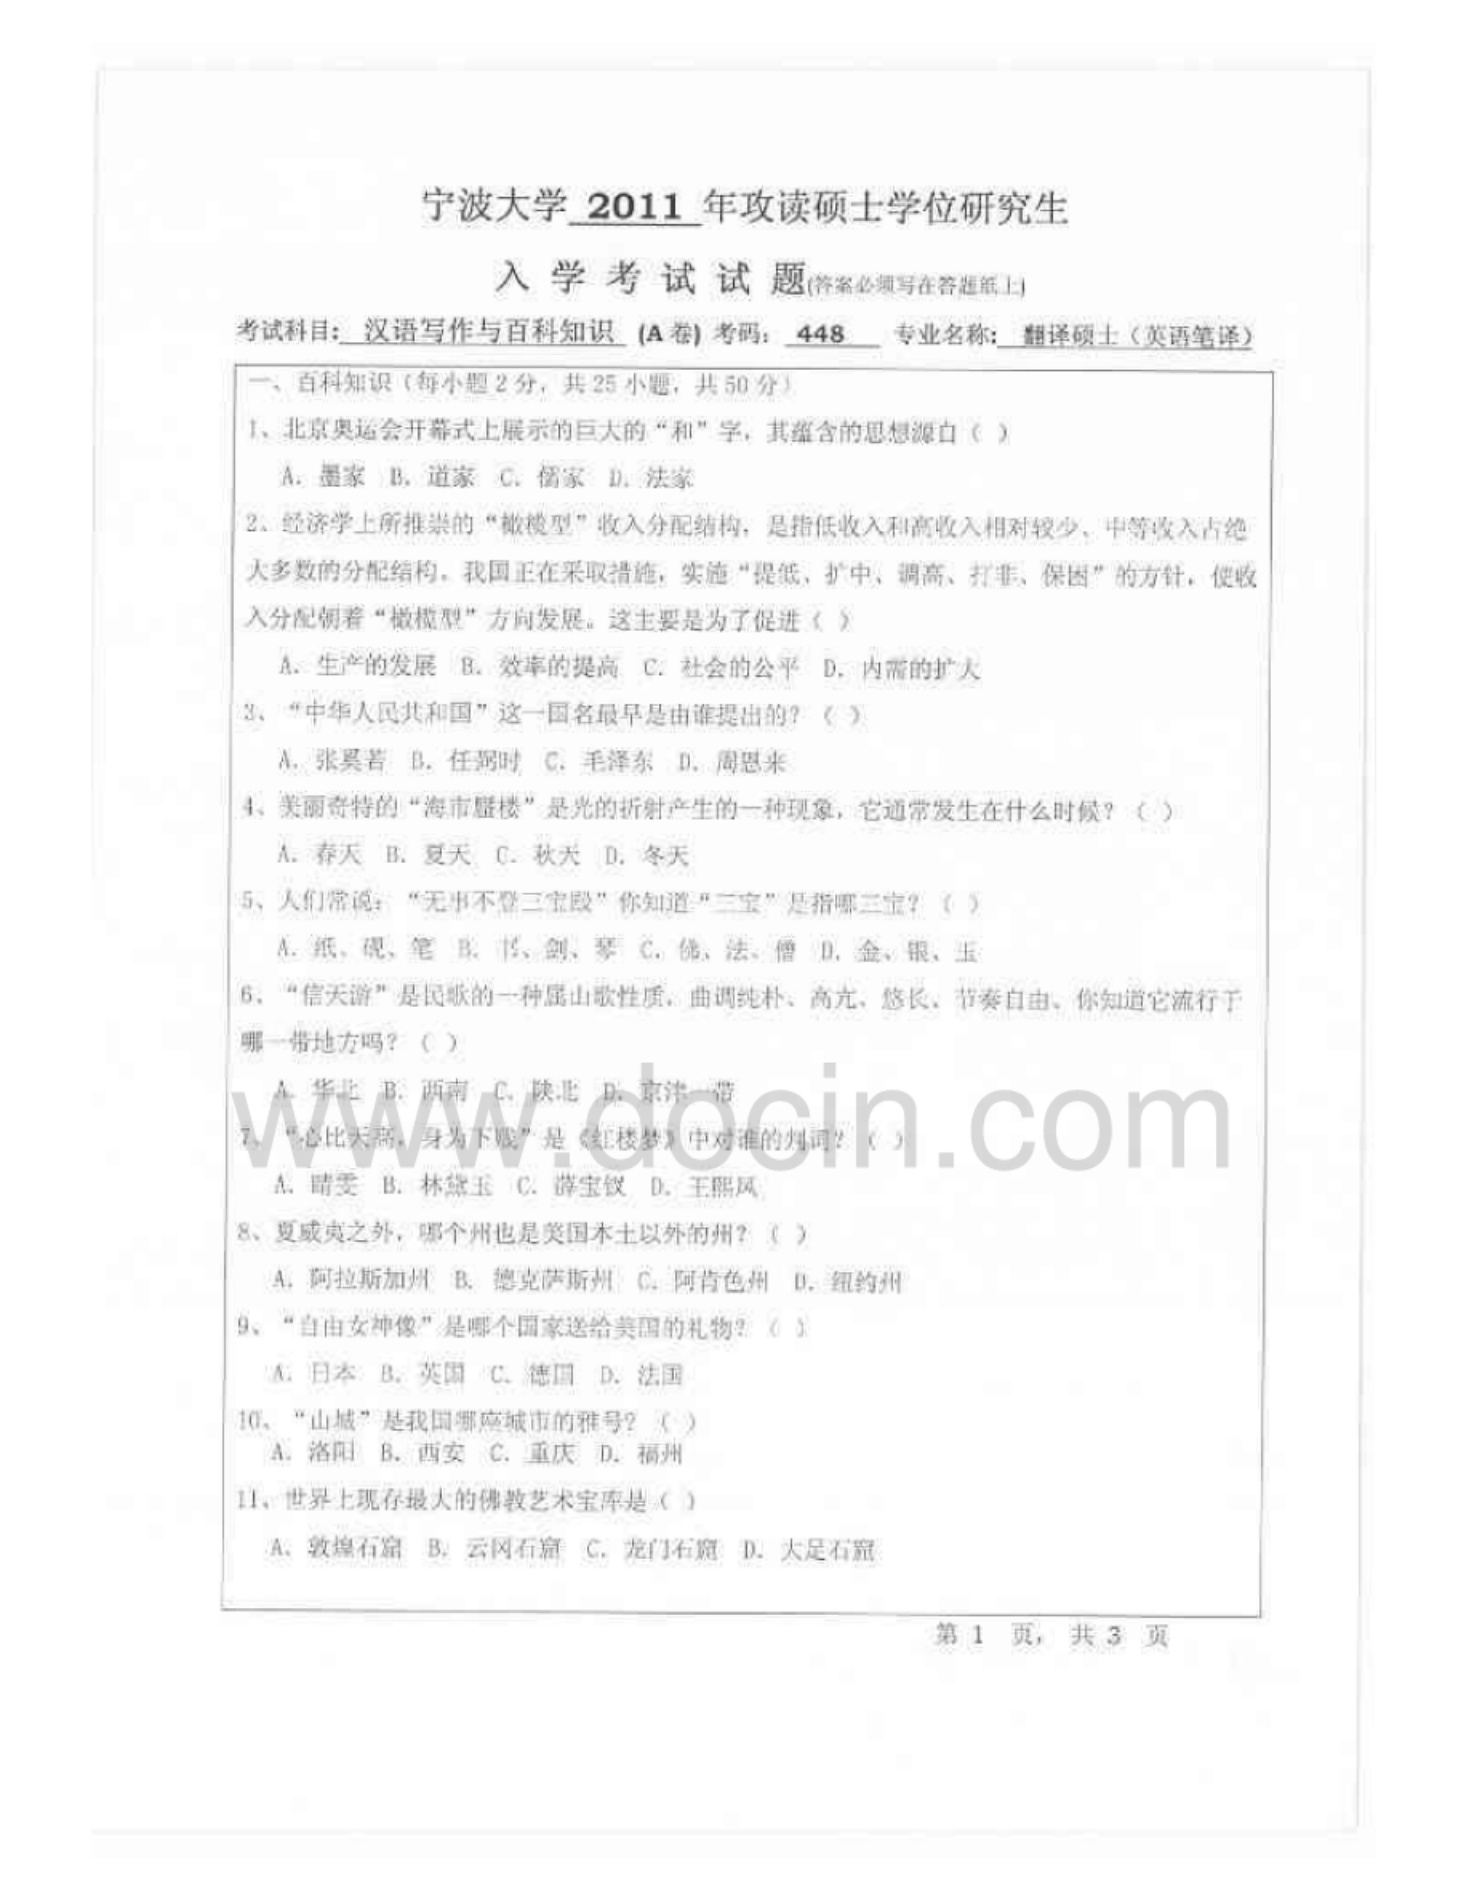 宁波大学 2011 年攻读硕士学位研究生
入 学 考 试 试 题(答案必须写在答题纸上)
考试科目: 汉语写作与百科知识 (A 卷) 考码: 448 专业名称: 翻译硕士（英语笔译）
一、百科知识（每小题 2 分，共 25 小题，共 50 分）
1、北京奥运会开幕式上展示的巨大的“和”字，其蕴含的思想源自（ ）
A. 墨家 B. 道家 C. 儒家 D. 法家
2、经济学上所推崇的“橄榄型”收入分配结构，是指低收入和高收入相对较少、中等收入占绝
大多数的分配结构。我国正在采取措施，实施“提低、扩中、调高、打非、保困”的方针，使收
入分配朝着“橄榄型”方向发展。这主要是为了促进（ ）
A. 生产的发展 B. 效率的提高 C. 社会的公平 D. 内需的扩大
3、“中华人民共和国”这一国名最早是由谁提出的？（ ）
A. 张奚若 B. 任弼时 C. 毛泽东 D. 周恩来
4、美丽奇特的“海市蜃楼”是光的折射产生的一种现象，它通常发生在什么时候？（ ）
A. 春天 B. 夏天 C. 秋天 D. 冬天
5、人们常说：“无事不登三宝殿”你知道“三宝”是指哪三宝？（ ）
A. 纸、砚、笔 B. 书、剑、琴 C. 佛、法、僧 D. 金、银、玉
6、“信天游”是民歌的一种属山歌性质，曲调纯朴、高亢、悠长、节奏自由、你知道它流行于
哪一带地方吗？（ ）
A. 华北 B. 西南 C. 陕北 D. 京津一带
www.docin.com
7、“心比天高，身为下贱”是《红楼梦》中对谁的判词？（ ）
A. 晴雯 B. 林黛玉 C. 薛宝钗 D. 王熙凤
8、夏威夷之外，哪个州也是美国本土以外的州？（ ）
A. 阿拉斯加州 B. 德克萨斯州 C. 阿肯色州 D. 纽约州
9、“自由女神像”是哪个国家送给美国的礼物？（ ）
A. 日本 B. 英国 C. 德国 D. 法国
10、“山城”是我国哪座城市的雅号？（ ）
A. 洛阳 B. 西安 C. 重庆 D. 福州
11、世界上现存最大的佛教艺术宝库是（ ）
A、敦煌石窟 B. 云冈石窟 C. 龙门石窟 D. 大足石窟
第 1 页， 共 3 页